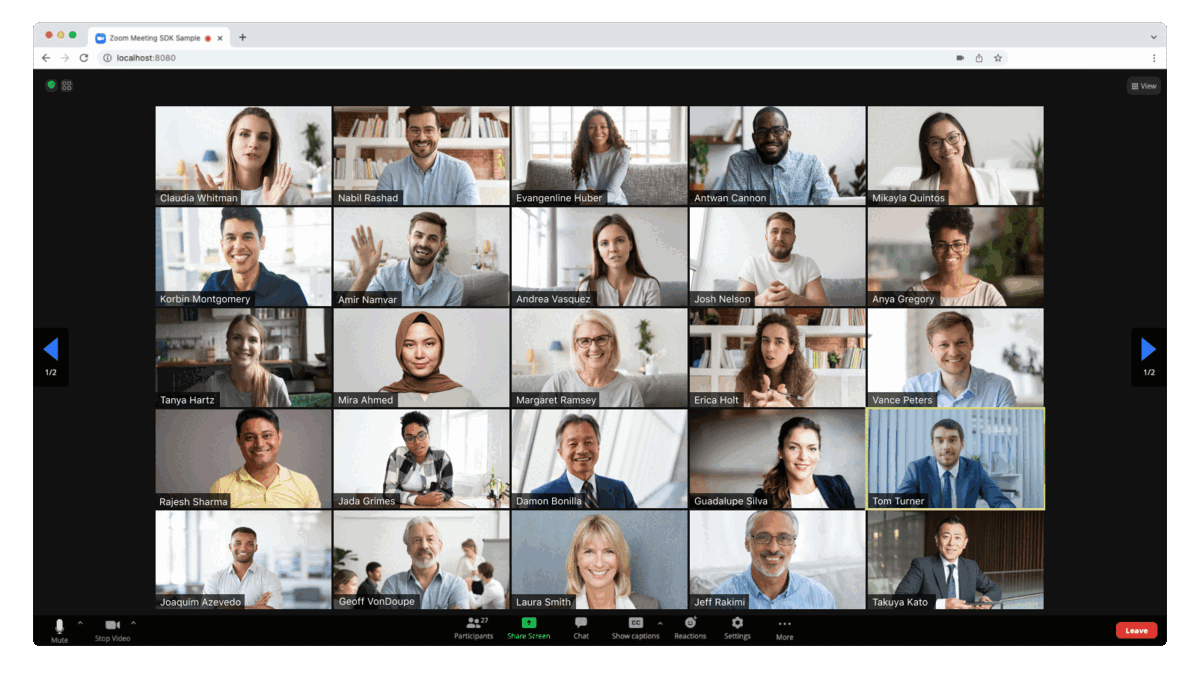 Zoom Meeting SDK Sample
localhost:8080
View
Claudia Whitman
Nabil Rashad
Evangenline Huber
Antwan Cannon
Mikayla Quintos
Korbin Montgomery
Amir Namvar
Andrea Vasquez
Josh Nelson
Anya Gregory
1/2
1/2
Tanya Hartz
Mira Ahmed
Margaret Ramsey
Erica Holt
Vance Peters
Rajesh Sharma
Jada Grimes
Damon Bonilla
Guadalupe Silva
Tom Turner
Joaquim Azevedo
Geoff VonDoupe
Laura Smith
Jeff Rakimi
Takuya Kato
Mute
Stop Video
27
Participants
Share Screen
Chat
CC
Show captions
Reactions
Settings
More
Leave